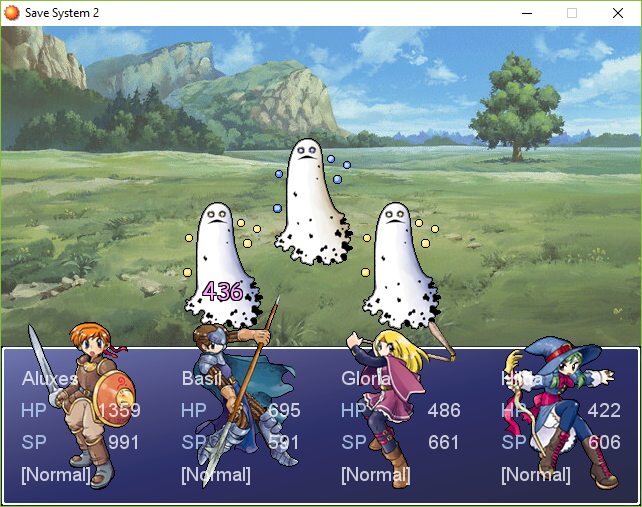 Save System 2
436
Aluxes Basil Gloria Hilda
HP 1359 HP 695 HP 486 HP 422
SP 991 SP 591 SP 661 SP 606
[Normal] [Normal] [Normal] [Normal]